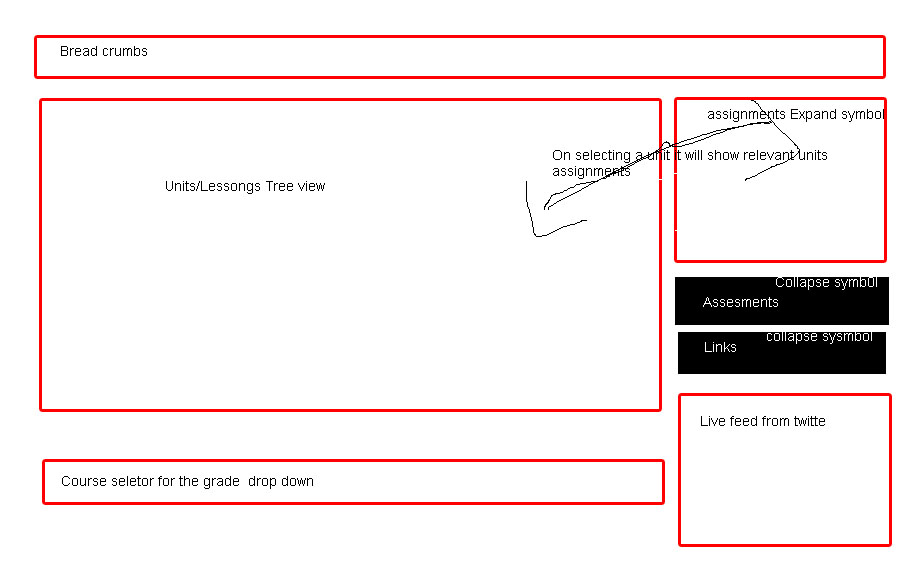 Bread crumbs
assignments Expand symbol
On selecting a unit it will show relevant units
assignments
Units/Lessongs Tree view
Collapse symb0l
Assesments
collapse sysmbol
Links
Live feed from twitte
Course seletor for the grade  drop down